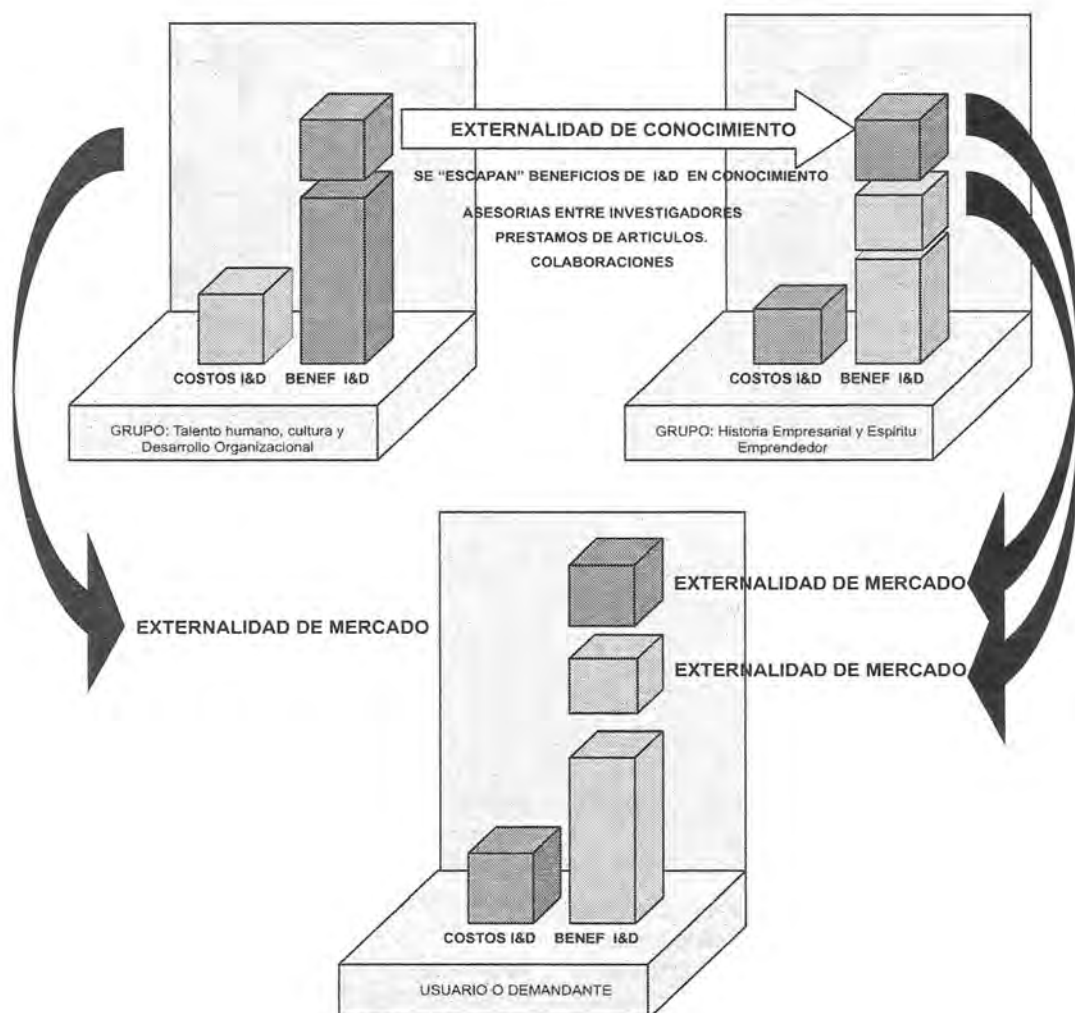 EXTERNALIDAD DE CONOCIMIENTO
SE “ESCAPAN” BENEFICIOS DE I&D EN CONOCIMIENTO
ASESORIAS ENTRE INVESTIGADORES
PRESTAMOS DE ARTICULOS.
COLABORACIONES
COSTOS I&D BENEF I&D
GRUPO: Talento humano, cultura y
Desarrollo Organizacional
COSTOS I&D BENEF I&D
GRUPO: Historia Empresarial y Espíritu
Emprendedor
EXTERNALIDAD DE MERCADO
EXTERNALIDAD DE MERCADO
EXTERNALIDAD DE MERCADO
COSTOS I&D BENEF I&D
USUARIO O DEMANDANTE